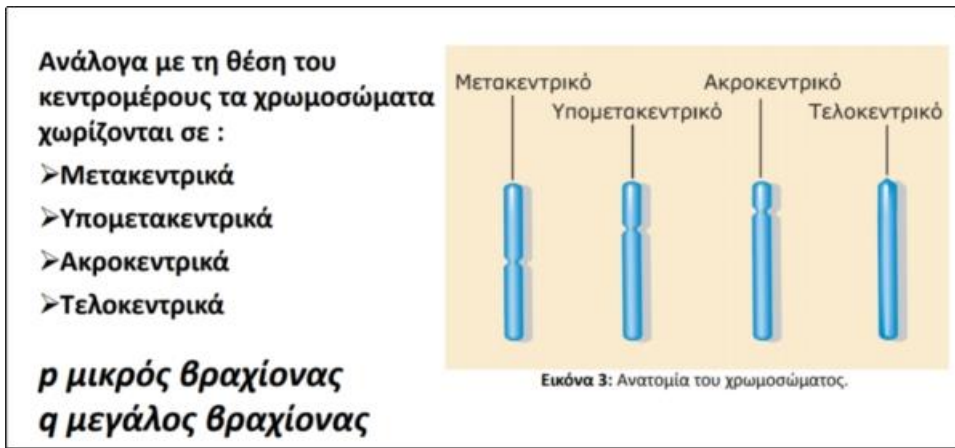 Ανάλογα με τη θέση του
κεντρομέρους τα χρωμοσώματα
χωρίζονται σε :
➢Μετακεντρικά
➢Υπομετακεντρικά
➢Ακροκεντρικά
➢Τελοκεντρικά
p μικρός βραχίονας
q μεγάλος βραχίονας
Μετακεντρικό
Υπομετακεντρικό
Ακροκεντρικό
Τελοκεντρικό
Εικόνα 3: Ανατομία του χρωμοσώματος.